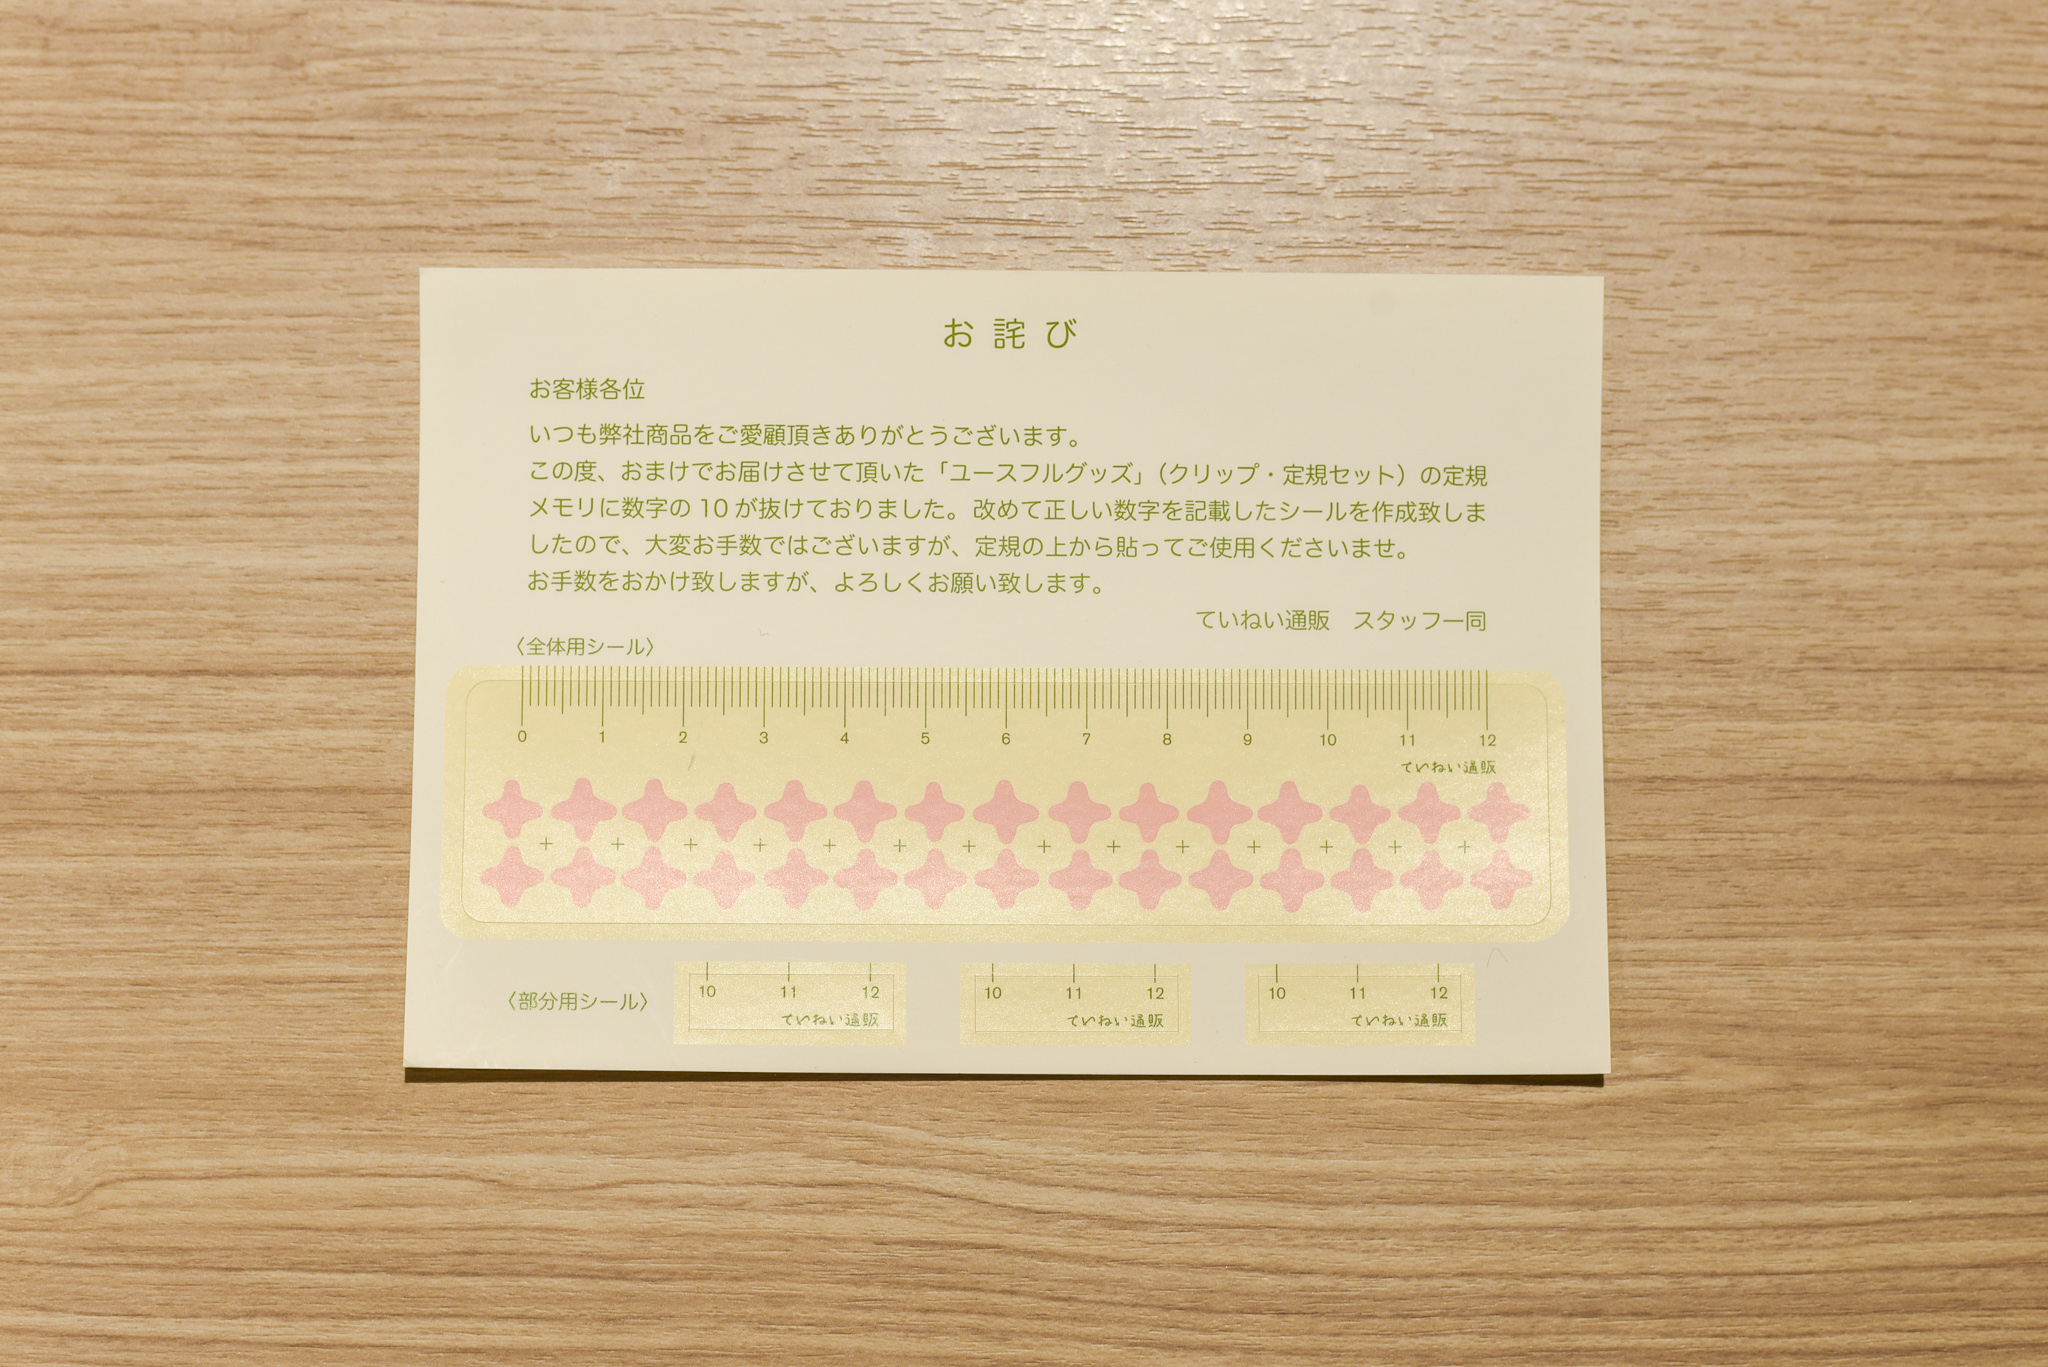 お詫び
お客様各位
いつも弊社商品をご愛顧頂きありがとうございます。
この度、おまけでお届けさせて頂いた「ユースフルグッズ」（クリップ・定規セット）の定規
メモリに数字の 10 が抜けておりました。改めて正しい数字を記載したシールを作成致しま
したので、大変お手数ではございますが、定規の上から貼ってご使用くださいませ。
お手数をおかけ致しますが、よろしくお願い致します。
ていねい通販　スタッフ一同
〈全体用シール〉
0 1 2 3 4 5 6 7 8 9 10 11 12
ていねい通販
〈部分用シール〉
10 11 12
ていねい通販
10 11 12
ていねい通販
10 11 12
ていねい通販